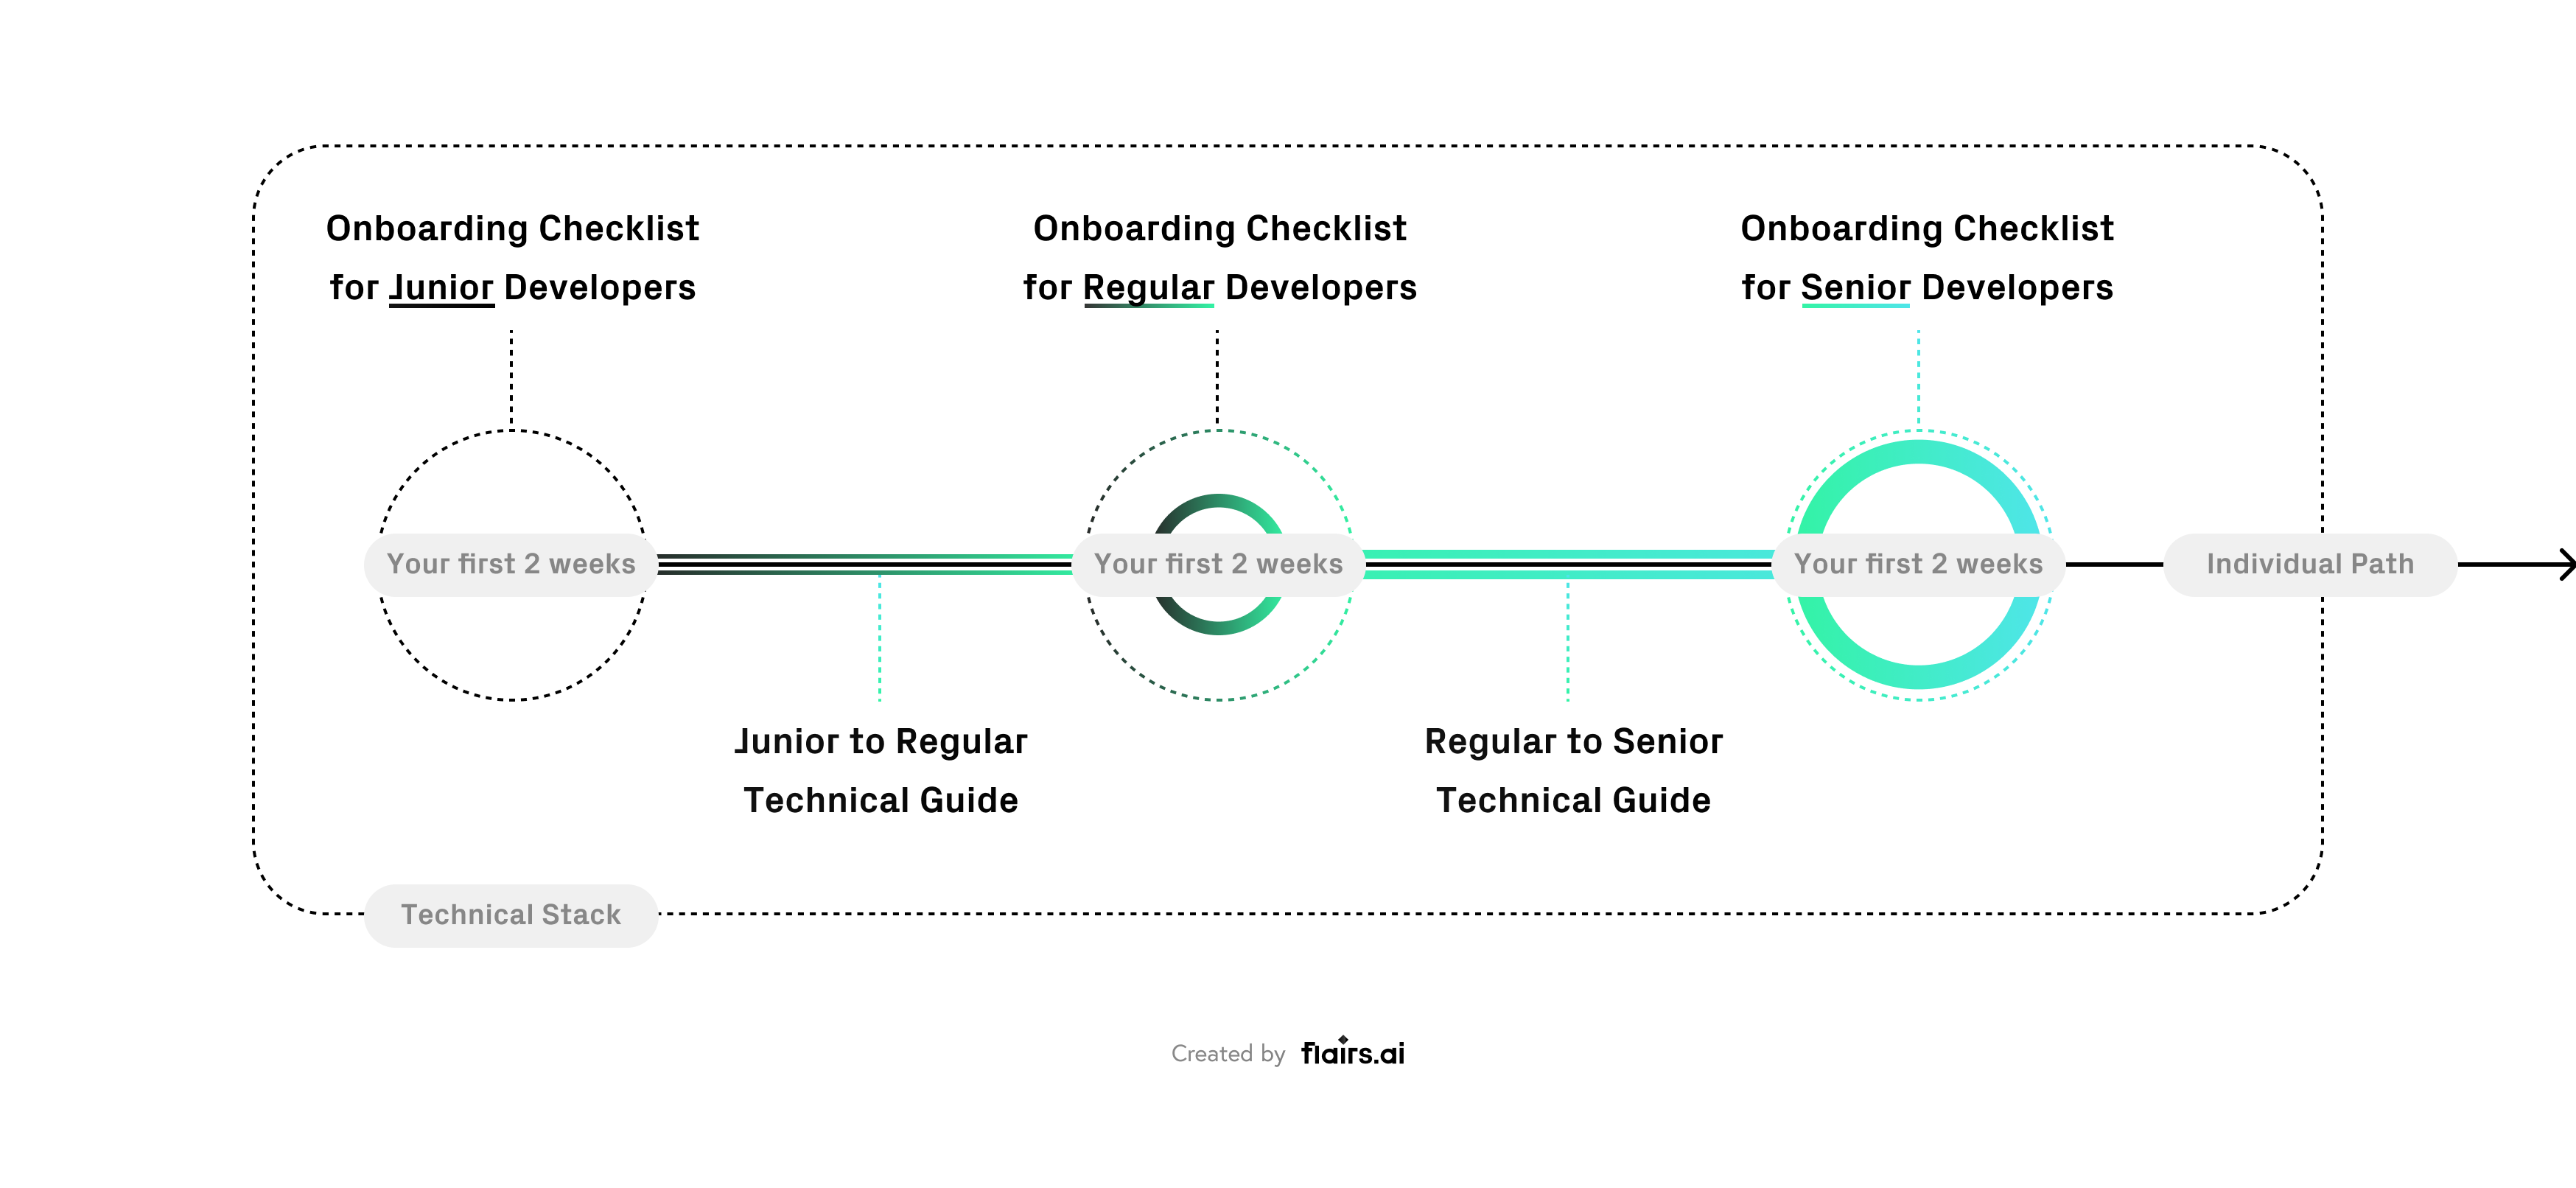 Onboarding Checklist
for Junior Developers
Onboarding Checklist
for Regular Developers
Onboarding Checklist
for Senior Developers
Your first 2 weeks
Your first 2 weeks
Your first 2 weeks
Individual Path
Junior to Regular
Technical Guide
Regular to Senior
Technical Guide
Technical Stack
Created by flairs.ai